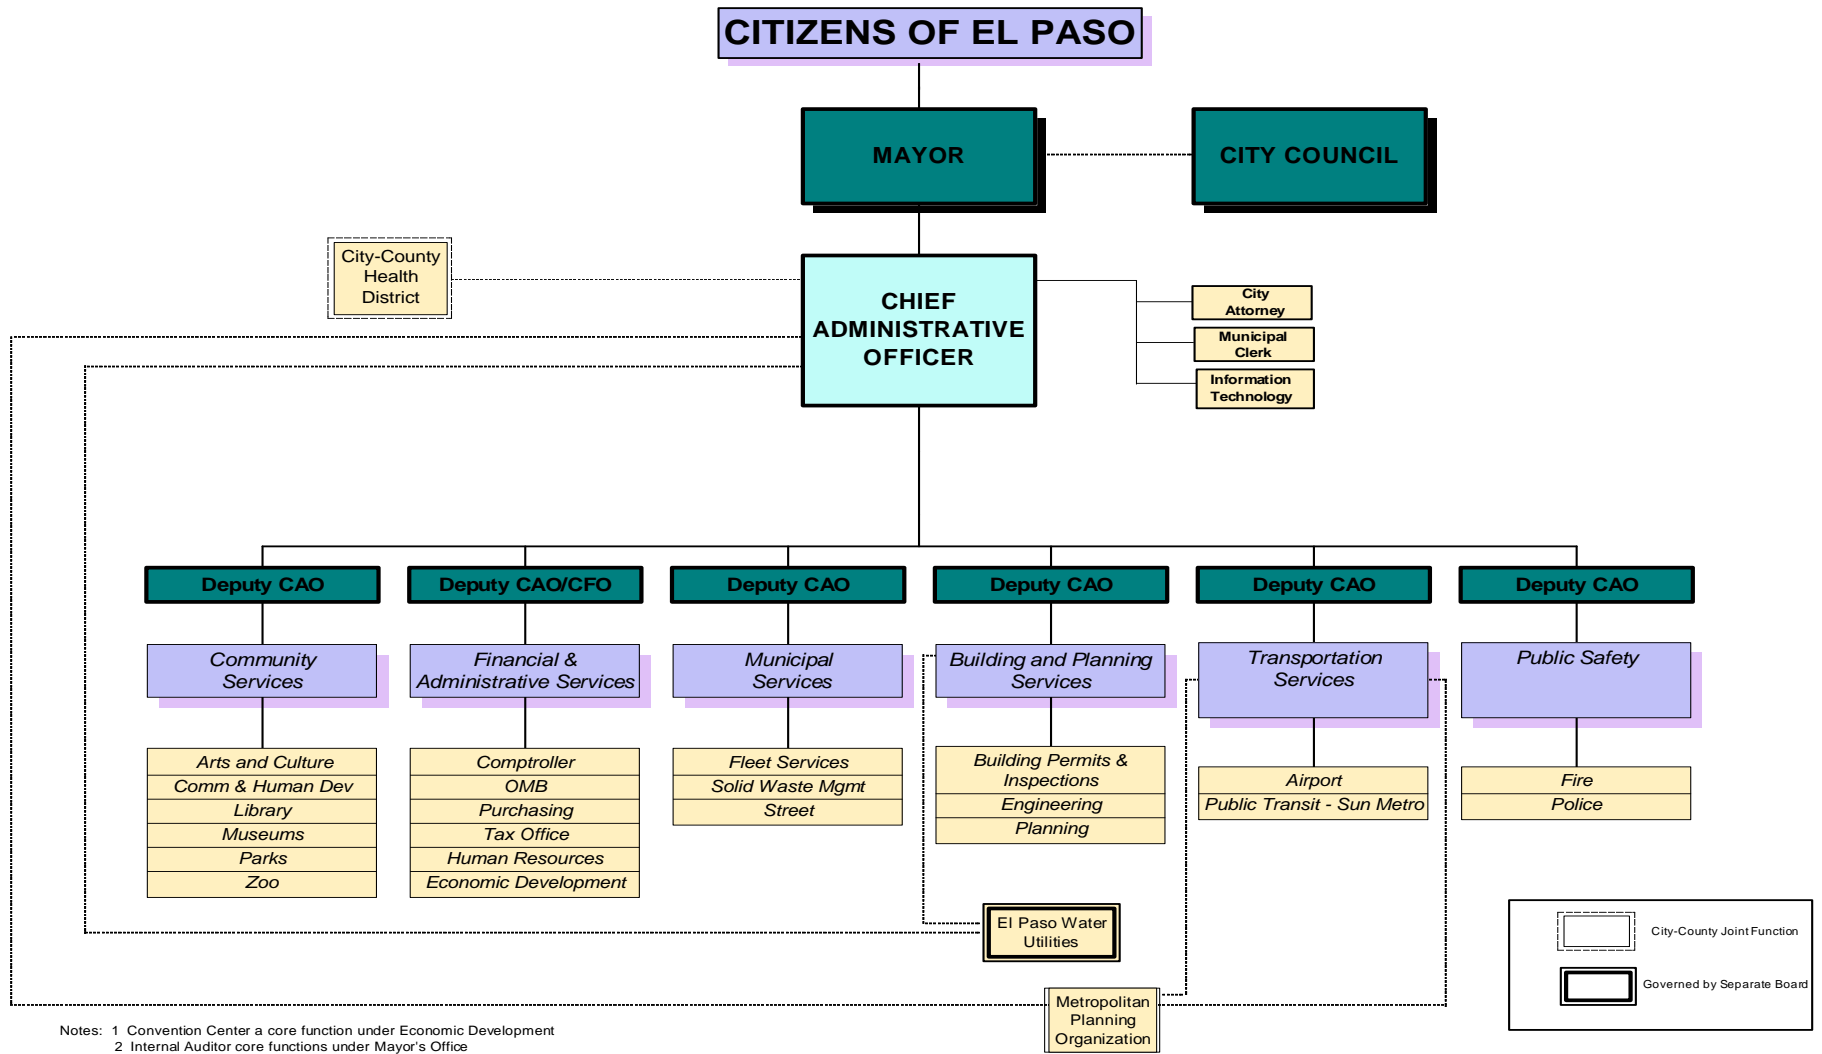 CITIZENS OF EL PASO
MAYOR
CITY COUNCIL
City-County
Health
District
CHIEF
ADMINISTRATIVE
OFFICER
City
Attorney
Municipal
Clerk
Information
Technology
Deputy CAO
Deputy CAO/CFO
Deputy CAO
Deputy CAO
Deputy CAO
Deputy CAO
Community
Services
Financial &
Administrative Services
Municipal
Services
Building and Planning
Services
Transportation
Services
Public Safety
Arts and Culture
Comm & Human Dev
Library
Museums
Parks
Zoo
Comptroller
OMB
Purchasing
Tax Office
Human Resources
Economic Development
Fleet Services
Solid Waste Mgmt
Street
Building Permits &
Inspections
Engineering
Planning
Airport
Public Transit - Sun Metro
Fire
Police
El Paso Water
Utilities
Metropolitan
Planning
Organization
City-County Joint Function
Governed by Separate Board
Notes: 1 Convention Center a core function under Economic Development
2 Internal Auditor core functions under Mayor's Office